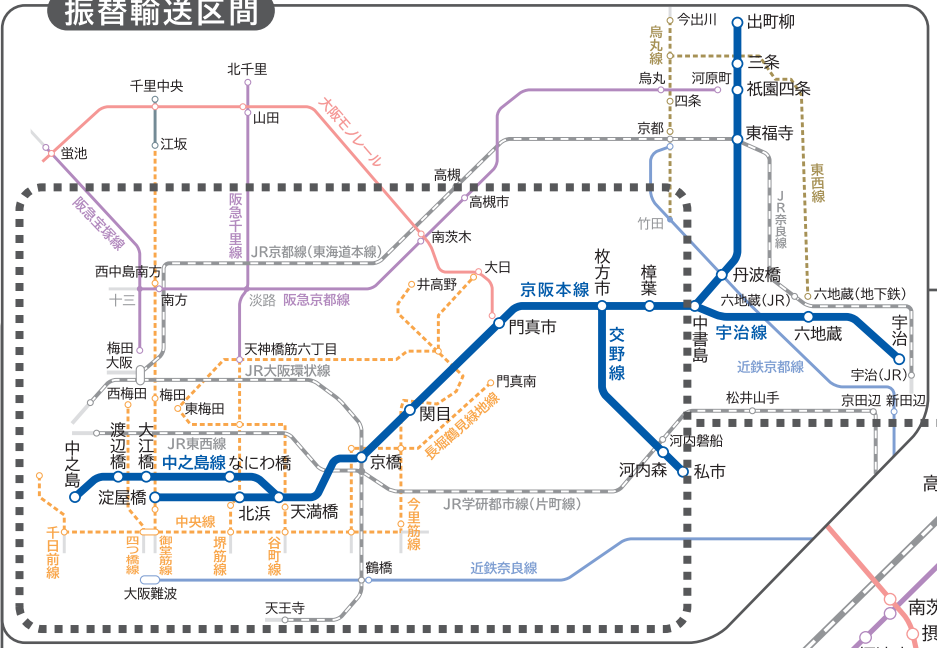 振替輸送区間
今出川
出町柳
烏丸線
三条
北千里
千里中央
烏丸
河原町
祇園四条
四条
大阪モノレール
山田
京都
東福寺
江坂
蛍池
東西線
高槻
JR奈良線
高槻市
阪急宝塚線
阪急千里線
竹田
南茨木
JR京都線(東海道本線)
枚方市
樟葉
西中島南方
大日
丹波橋
井高野
京阪本線
六地蔵(JR)
六地蔵(地下鉄)
十三
南方
淡路
阪急京都線
中書島
宇治線
六地蔵
宇治
門真市
交野線
梅田
大阪
天神橋筋六丁目
JR大阪環状線
近鉄京都線
宇治(JR)
門真南
西梅田
梅田
東梅田
松井山手
京田辺
新田辺
関目
長堀鶴見緑地線
渡辺橋
大江橋
JR東西線
中之島
河内磐船
中之島線
なにわ橋
京橋
河内森
私市
淀屋橋
北浜
天満橋
JR学研都市線(片町線)
高
中央線
今里筋線
千日前線
四つ橋線
御堂筋線
堺筋線
谷町線
鶴橋
近鉄奈良線
大阪難波
天王寺
南茨
摂